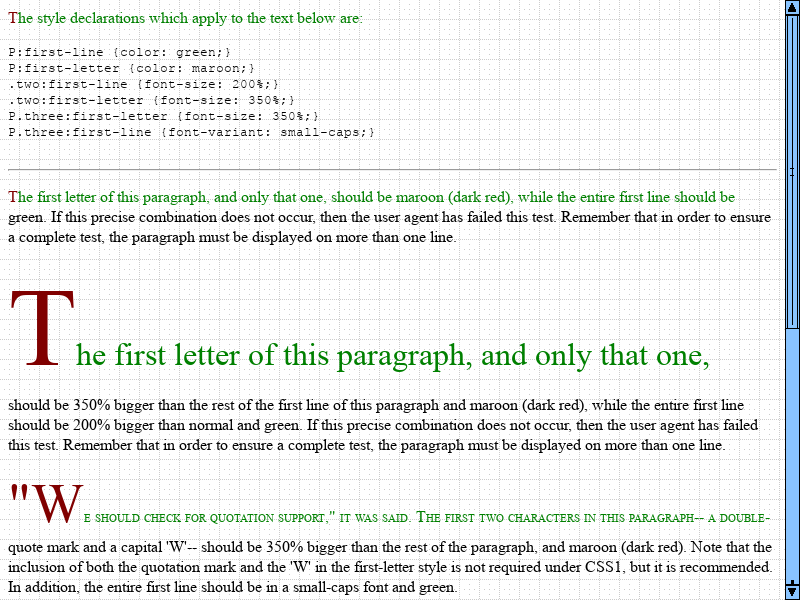 The style declarations which apply to the text below are:
P:first-line {color: green;}
P:first-letter {color: maroon;}
.two:first-line {font-size: 200%;}
.two:first-letter {font-size: 350%;}
P.three:first-letter {font-size: 350%;}
P.three:first-line {font-variant: small-caps;}
The first letter of this paragraph, and only that one, should be maroon (dark red), while the entire first line should be
green. If this precise combination does not occur, then the user agent has failed this test. Remember that in order to ensure
a complete test, the paragraph must be displayed on more than one line.
The first letter of this paragraph, and only that one,
should be 350% bigger than the rest of the first line of this paragraph and maroon (dark red), while the entire first line
should be 200% bigger than normal and green. If this precise combination does not occur, then the user agent has failed
this test. Remember that in order to ensure a complete test, the paragraph must be displayed on more than one line.
"We should check for quotation support," it was said. The first two characters in this paragraph-- a double-
quote mark and a capital 'W'-- should be 350% bigger than the rest of the paragraph, and maroon (dark red). Note that the
inclusion of both the quotation mark and the 'W' in the first-letter style is not required under CSS1, but it is recommended.
In addition, the entire first line should be in a small-caps font and green.